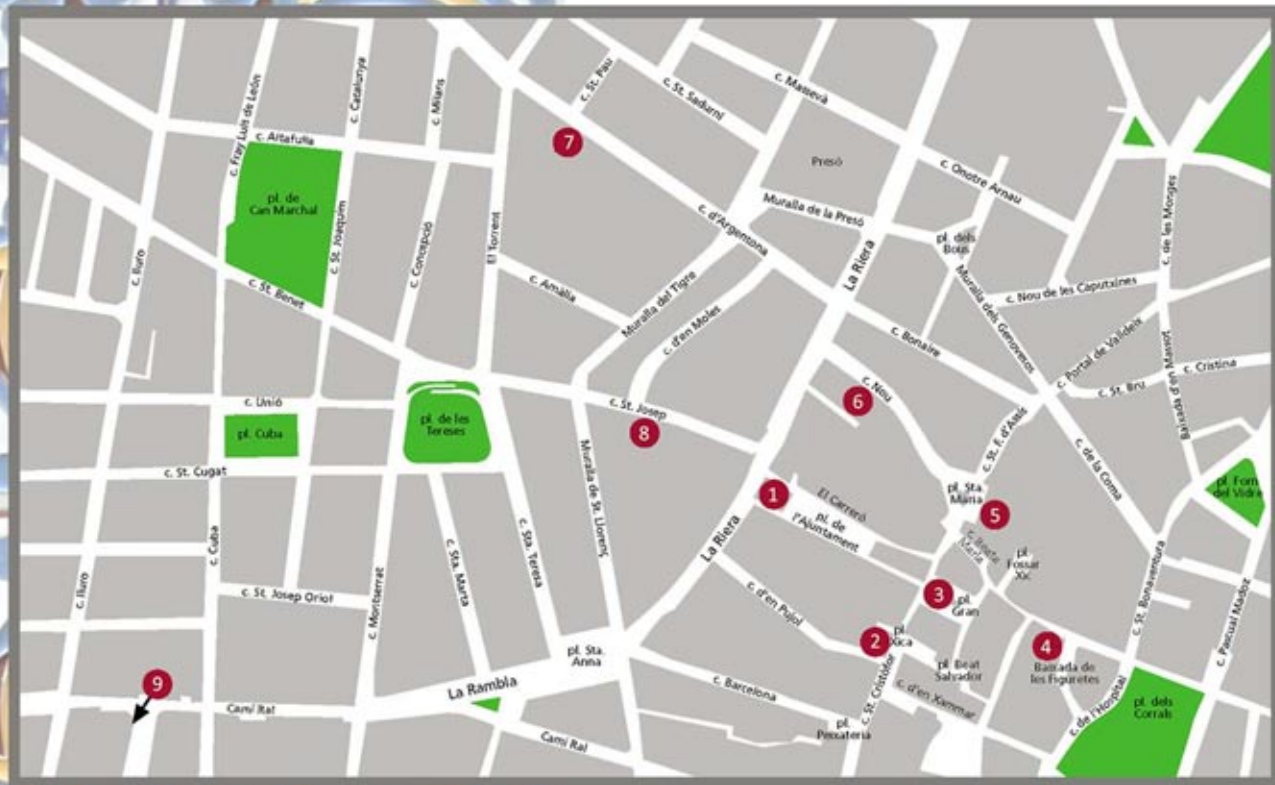 c. St. Pau
c. Massevà
c. St. Sadurní
c. Catalunya
c. Milans
c. Fray Luis de León
c. Altafulla
7
Presó
c. Onofre Arnau
pl. de
Can Marchal
Muralla de la Presó
c. d'Argentona
c. de les Monges
c. St. Joaquim
c. Concepció
El Torrent
La Riera
pl. dels
Bous
c. Iluro
c. Amàlia
Muralla del Tigre
c. Nou de les Caputxines
Muralla dels Genovesos
c. St. Benet
c. d'en Moles
c. Bonaire
c. Portal de Valldeix
c. Cristina
c. St. Bru
Baixada d'en Massot
c. Nou
6
c. Unió
c. St. Josep
8
pl. Cuba
pl. de les
Tereses
c. St. F. d'Assís
c. St. Cugat
Muralla de St. Llorenç
c. de la Coma
pl. Sta.
Maria
1
El Carreró
pl. de
l'Ajuntament
5
pl. Forn
del Vidre
La Riera
c. Cuba
c. Sta. Marta
c. Sta. Teresa
c. Beata
Maria
pl.
Fossar
Xic
c. Iluro
c. St. Josep Oriol
c. Montserrat
c. d'en Pujol
3
pl.
Gran
c. St. Bonaventura
c. Pascual Madoz
2
pl.
Xica
4
Baixada de
les Figuretes
pl. Sta.
Anna
pl. Beat
Salvador
9
La Rambla
c. Barcelona
c. St. Cristòfor
c. d'en Xammar
pl. dels
Corrals
Camí Ral
pl.
Peixateria
c. de l'Hospital
Camí Ral